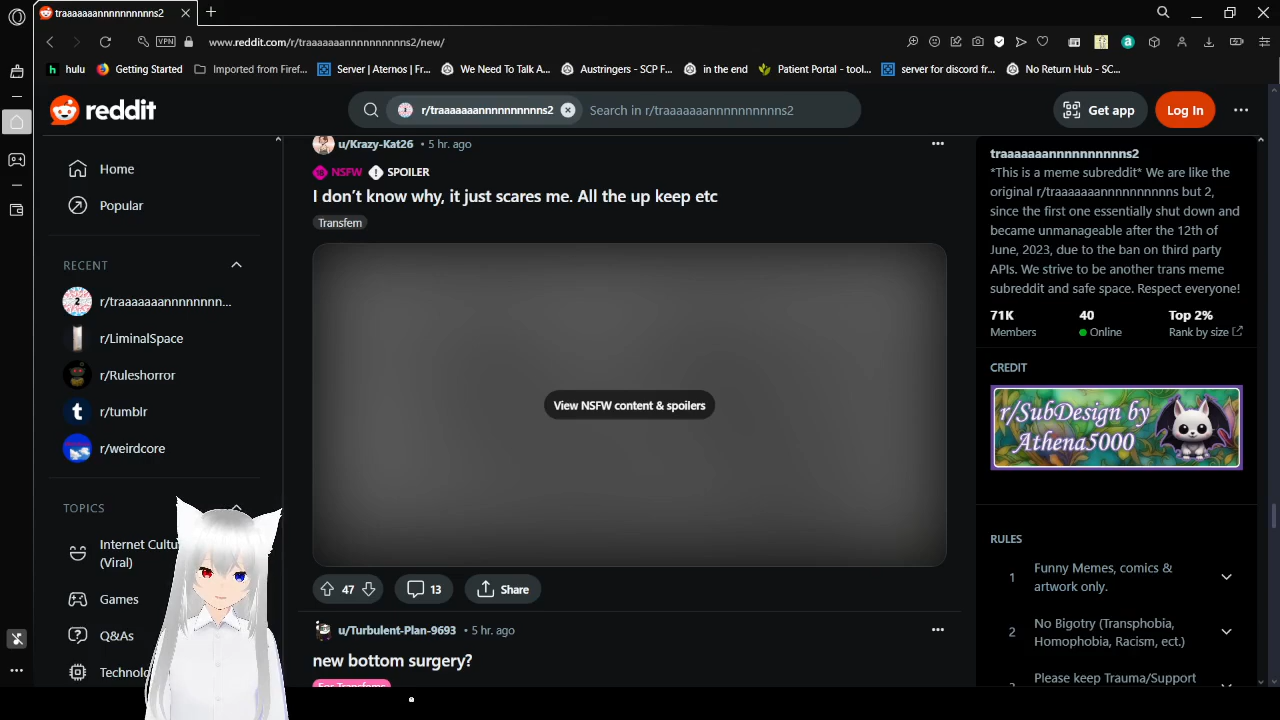 traaaaaaannnnnnnnnns2
VPN
www.reddit.com/r/traaaaaaannnnnnnnnns2/new/
hulu
Getting Started
Imported from Firef...
Server | Aternos | Fr...
We Need To Talk A...
Austringers - SCP F...
in the end
Patient Portal - tool...
server for discord fr...
No Return Hub - SC...
reddit
r/traaaaaaannnnnnnnnns2
Search in r/traaaaaaannnnnnnnnns2
Get app
Log In
Home
Popular
RECENT
r/traaaaaaannnnnnn...
r/LiminalSpace
r/Ruleshorror
r/tumblr
r/weirdcore
TOPICS
Internet Cultu
(Viral)
Games
Q&As
Technolo
u/Krazy-Kat26 • 5 hr. ago
NSFW SPOILER
I don’t know why, it just scares me. All the up keep etc
Transfem
View NSFW content & spoilers
47
13
Share
u/Turbulent-Plan-9693 • 5 hr. ago
new bottom surgery?
For Transfems
traaaaaaannnnnnnnnns2
*This is a meme subreddit* We are like the
original r/traaaaaaannnnnnnnnns but 2,
since the first one essentially shut down and
became unmanageable after the 12th of
June, 2023, due to the ban on third party
APIs. We strive to be another trans meme
subreddit and safe space. Respect everyone!
71K
Members
40
Online
Top 2%
Rank by size
CREDIT
r/SubDesign by
Athena5000
RULES
1
Funny Memes, comics &
artwork only.
2
No Bigotry (Transphobia,
Homophobia, Racism, ect.)
Please keep Trauma/Support